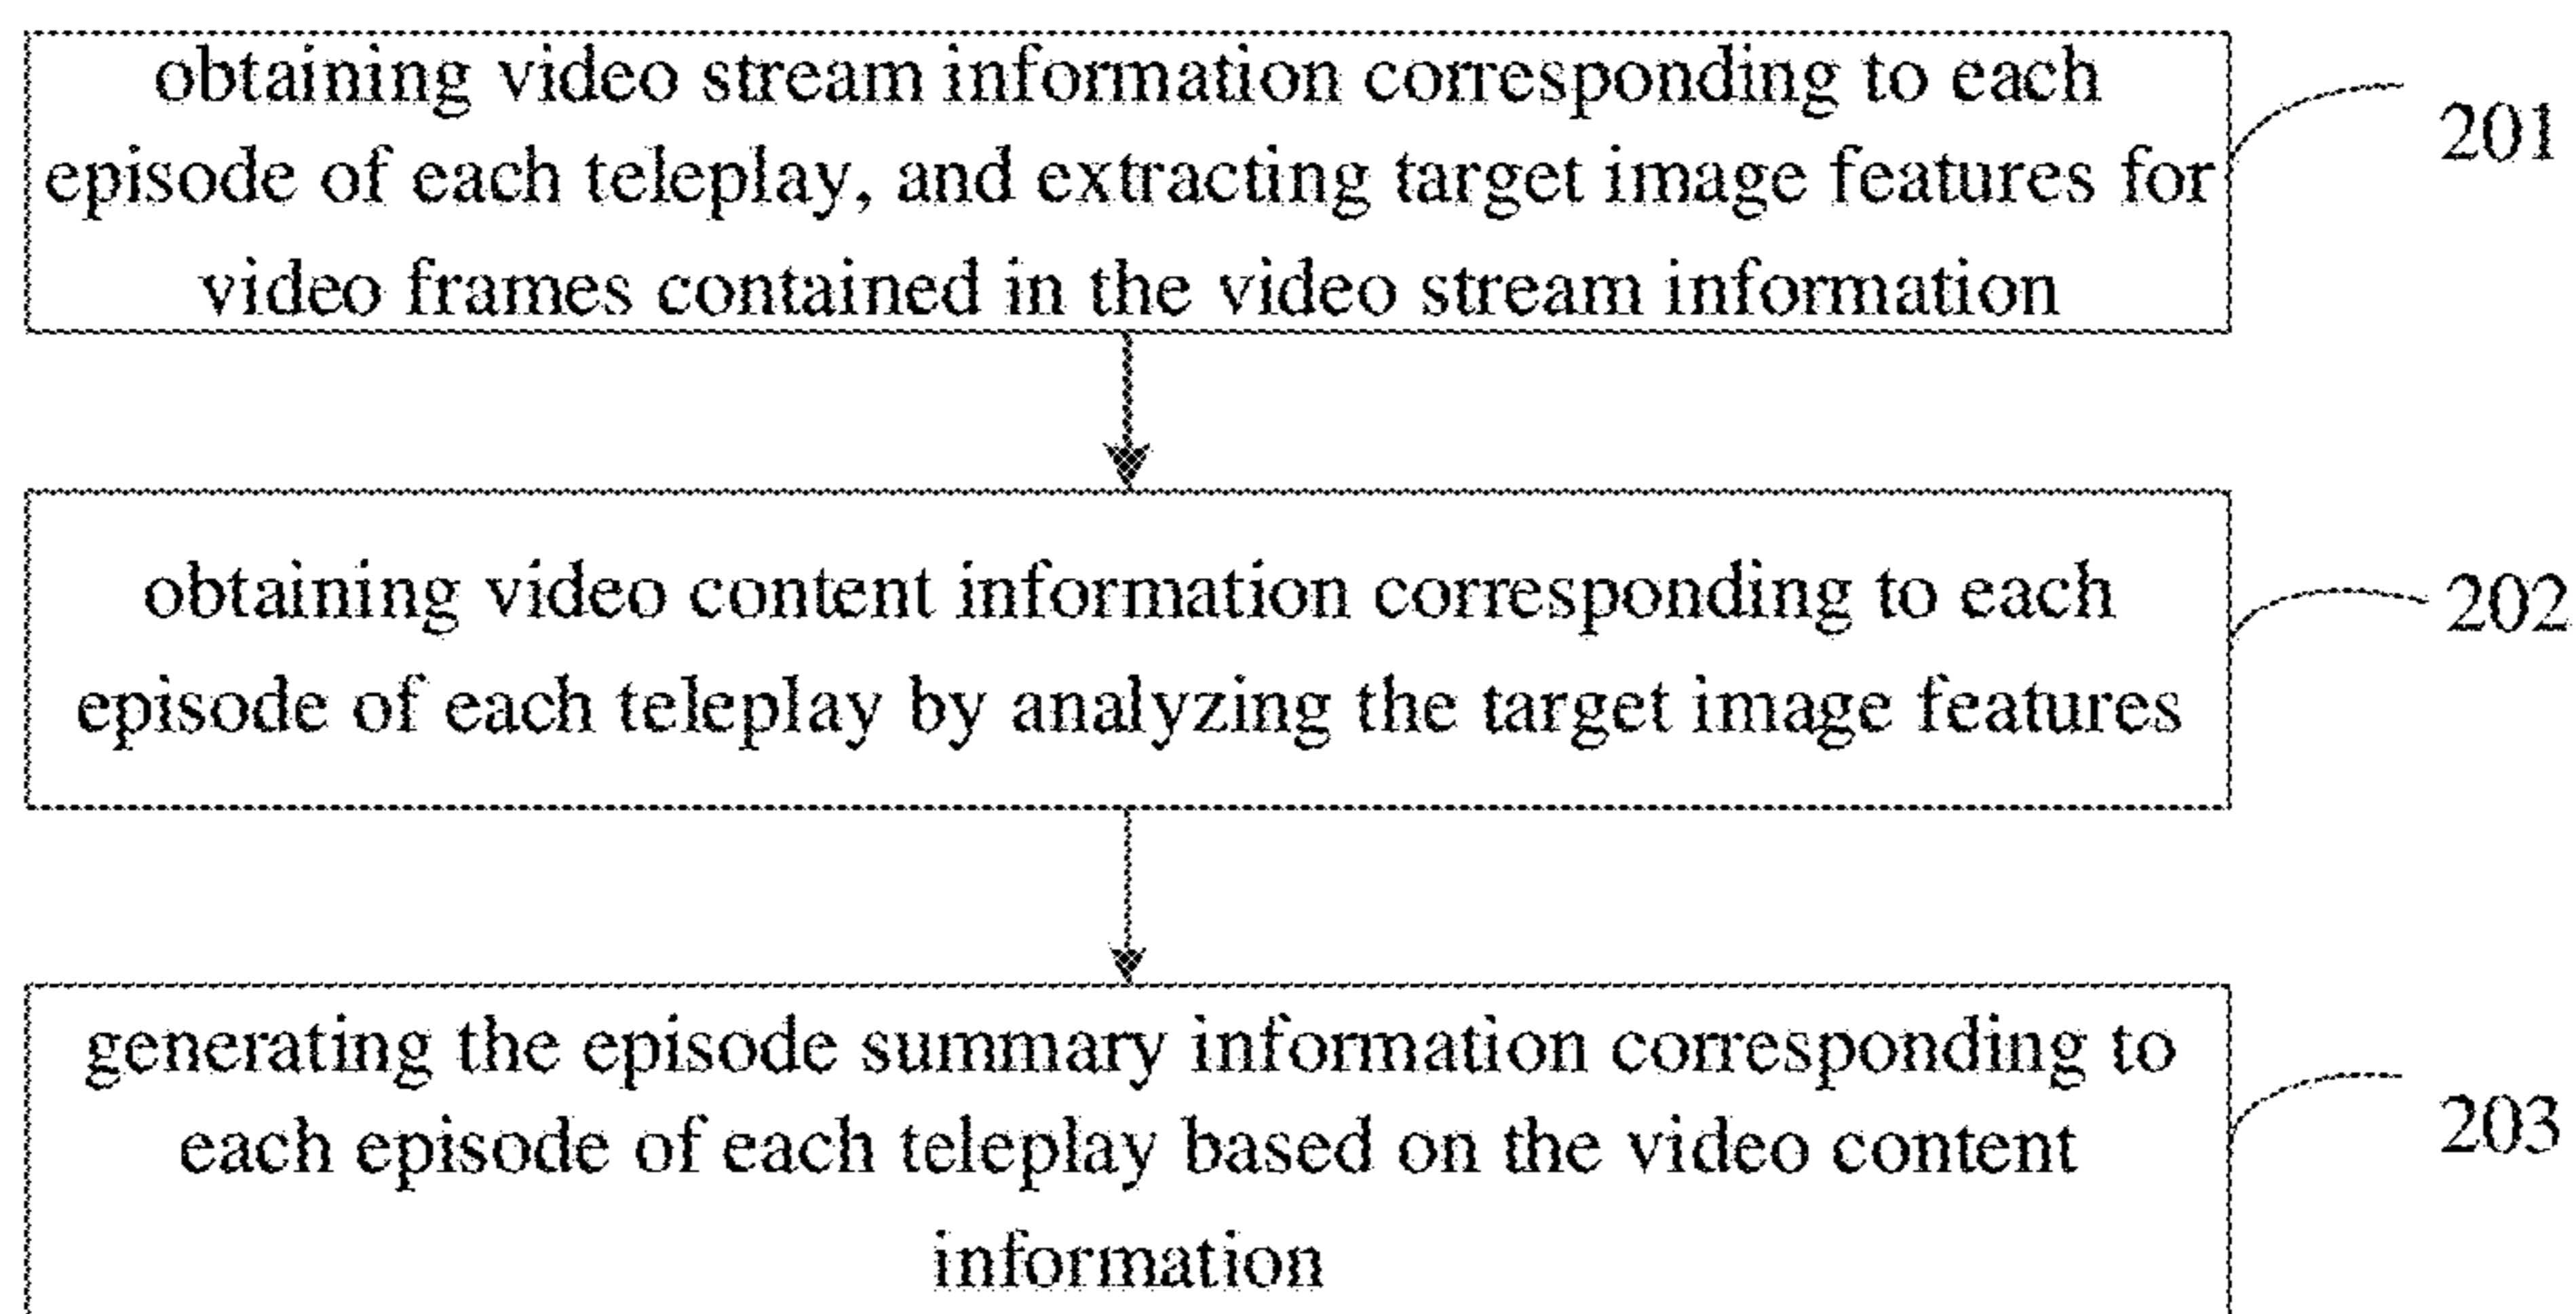 obtaining video stream information corresponding to each
episode of each teleplay, and extracting target image features for
video frames contained in the video stream information
201
obtaining video content information corresponding to each
episode of each teleplay by analyzing the target image features
202
generating the episode summary information corresponding to
each episode of each teleplay based on the video content
information
203